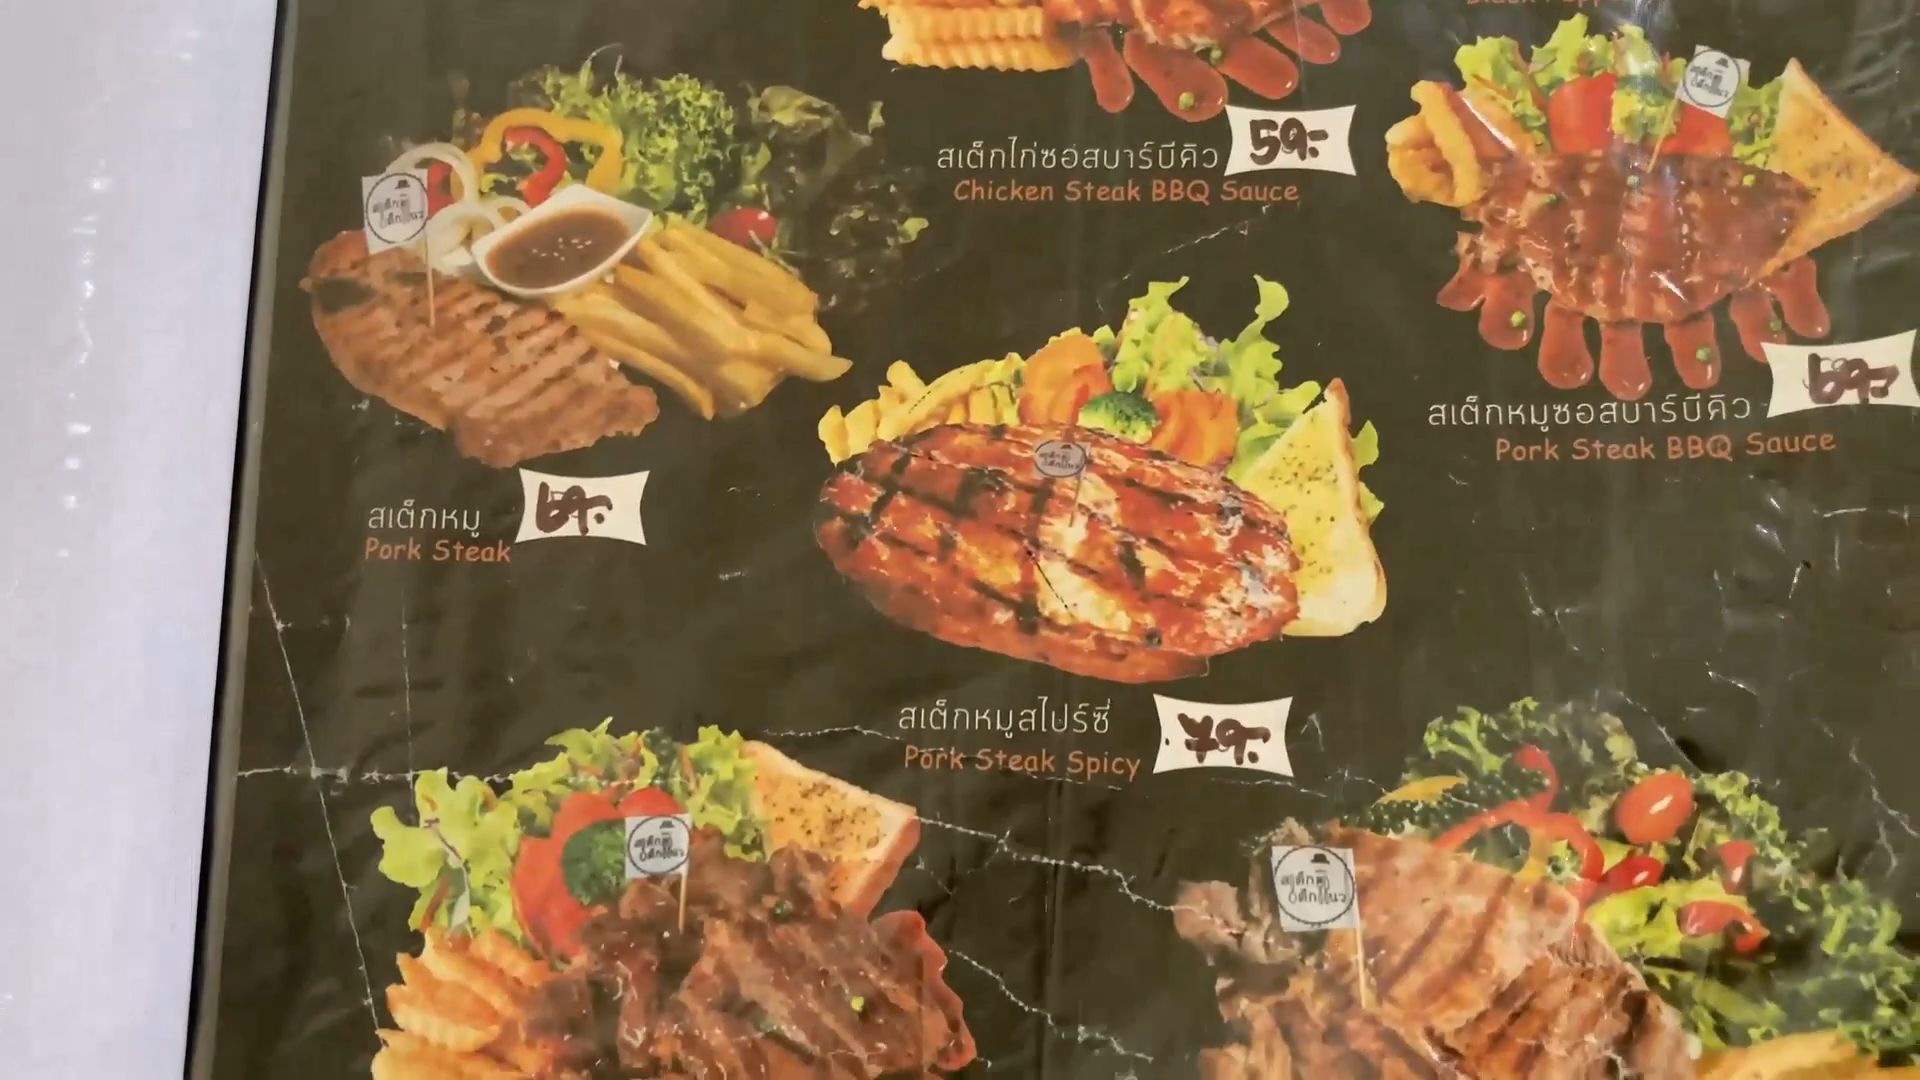 สเต็กไก่ซอสบาร์บีคิว 59.-
Chicken Steak BBQ Sauce
สเต็กหมูซอสบาร์บีคิว 69.-
Pork Steak BBQ Sauce
สเต็กหมู 69.-
Pork Steak
สเต็กหมูสไปร์ซี่ 79.-
Pork Steak Spicy